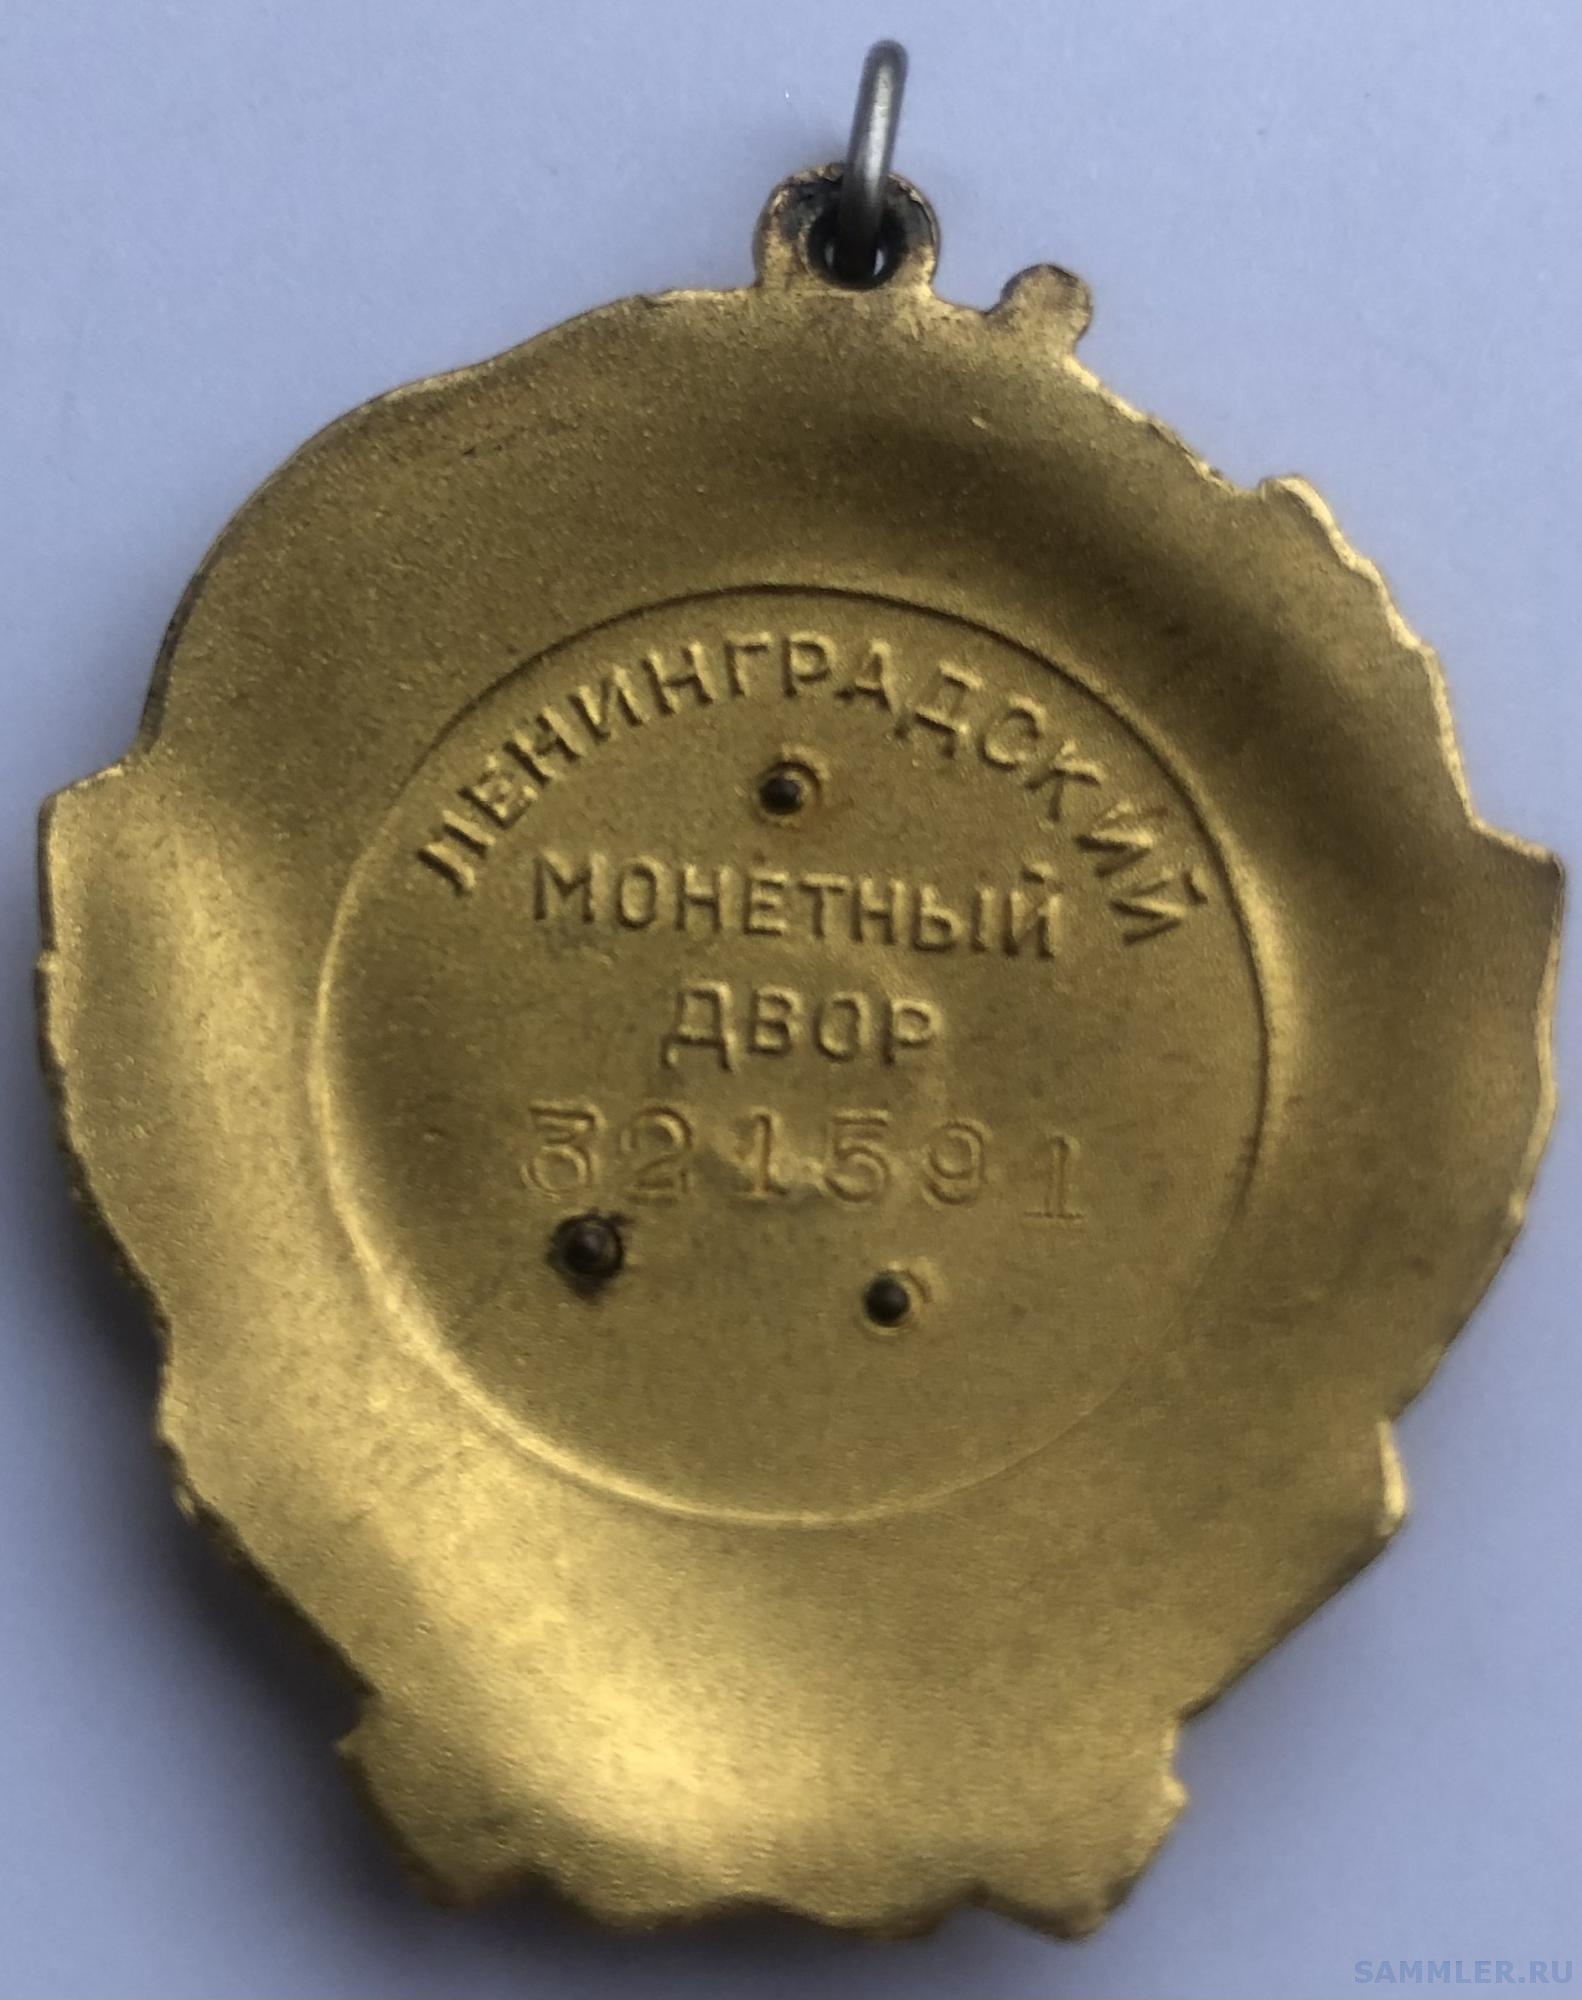 ЛЕНИНГРАДСКИЙ
МОНЕТНЫЙ
ДВОР
321591
SAMMLER.RU